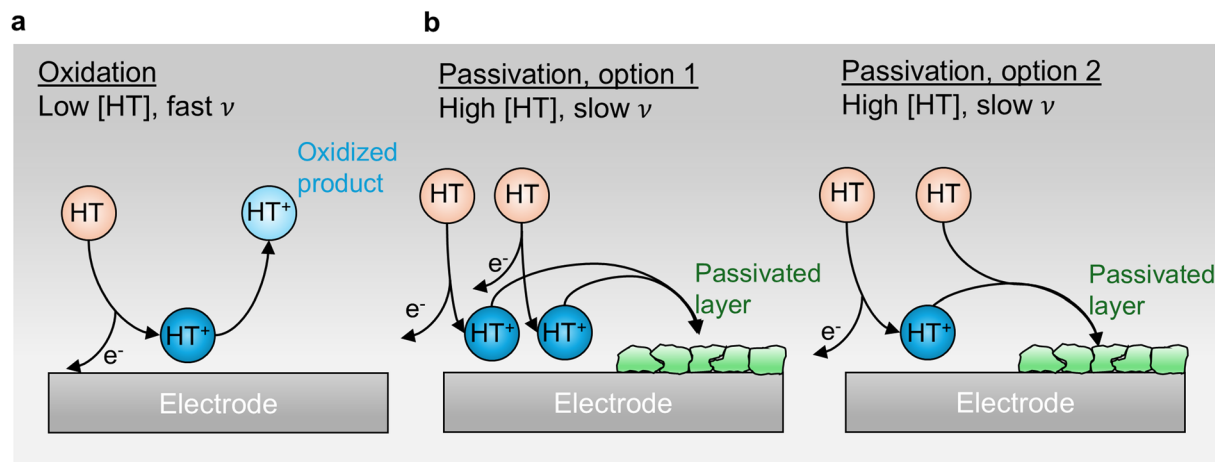 a
Oxidation
Low [HT], fast ν
Oxidized
product
HT
HT⁺
HT⁺
e⁻
Electrode
b
Passivation, option 1
High [HT], slow ν
HT
HT
e⁻
e⁻
HT⁺
HT⁺
Passivated
layer
Electrode
Passivation, option 2
High [HT], slow ν
HT
HT
Passivated
layer
e⁻
HT⁺
Electrode